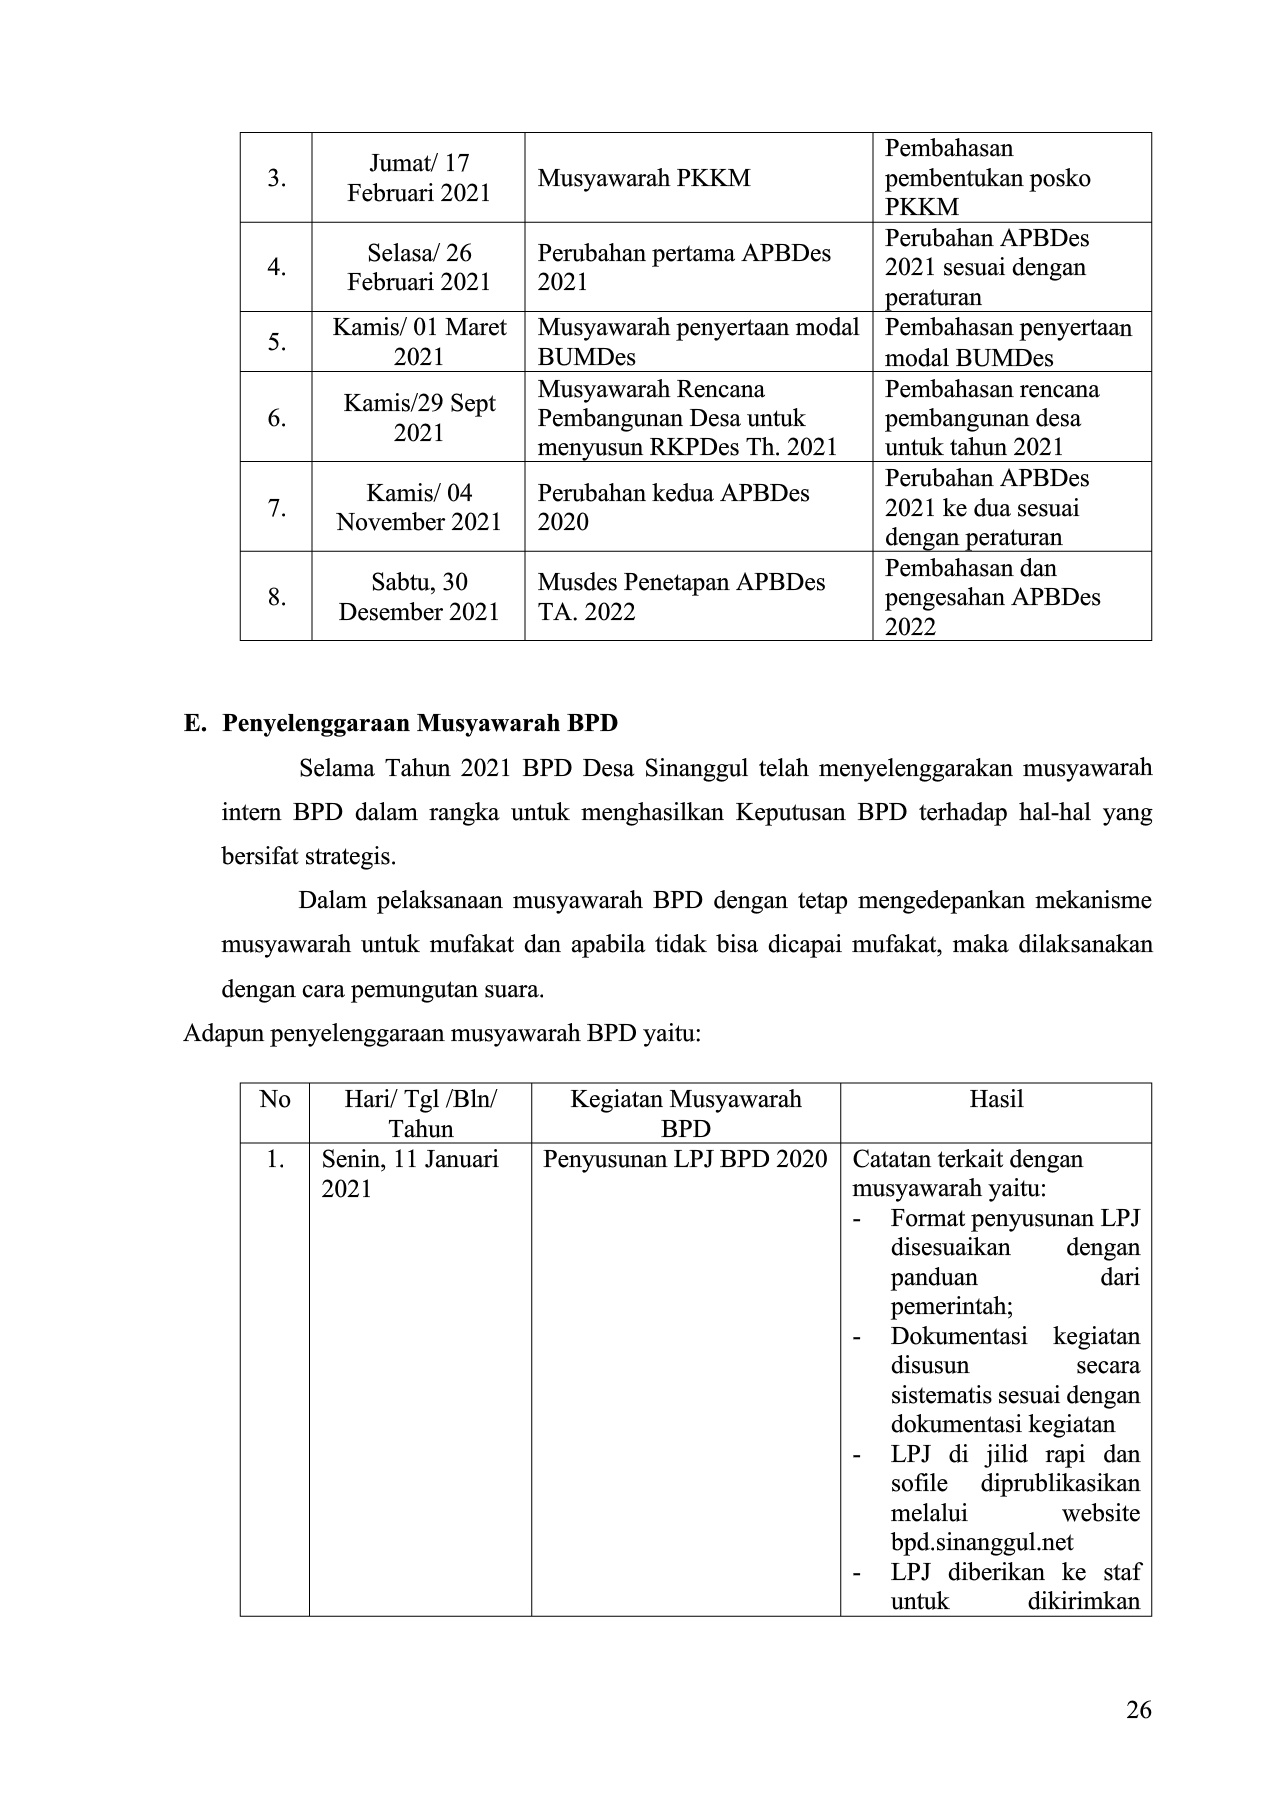 3.
Jumat/ 17
Februari 2021
Musyawarah PKKM
Pembahasan
pembentukan posko
PKKM
4.
Selasa/ 26
Februari 2021
Perubahan pertama APBDes
2021
Perubahan APBDes
2021 sesuai dengan
peraturan
5.
Kamis/ 01 Maret
2021
Musyawarah penyertaan modal
BUMDes
Pembahasan penyertaan
modal BUMDes
6.
Kamis/29 Sept
2021
Musyawarah Rencana
Pembangunan Desa untuk
menyusun RKPDes Th. 2021
Pembahasan rencana
pembangunan desa
untuk tahun 2021
7.
Kamis/ 04
November 2021
Perubahan kedua APBDes
2020
Perubahan APBDes
2021 ke dua sesuai
dengan peraturan
8.
Sabtu, 30
Desember 2021
Musdes Penetapan APBDes
TA. 2022
Pembahasan dan
pengesahan APBDes
2022
E. Penyelenggaraan Musyawarah BPD
Selama Tahun 2021 BPD Desa Sinanggul telah menyelenggarakan musyawarah
intern BPD dalam rangka untuk menghasilkan Keputusan BPD terhadap hal-hal yang
bersifat strategis.
Dalam pelaksanaan musyawarah BPD dengan tetap mengedepankan mekanisme
musyawarah untuk mufakat dan apabila tidak bisa dicapai mufakat, maka dilaksanakan
dengan cara pemungutan suara.
Adapun penyelenggaraan musyawarah BPD yaitu:
No
Hari/ Tgl /Bln/
Tahun
Kegiatan Musyawarah
BPD
Hasil
1.
Senin, 11 Januari
2021
Penyusunan LPJ BPD 2020
Catatan terkait dengan
musyawarah yaitu:
- Format penyusunan LPJ
disesuaikan dengan
panduan dari
pemerintah;
- Dokumentasi kegiatan
disusun secara
sistematis sesuai dengan
dokumentasi kegiatan
- LPJ di jilid rapi dan
sofile diprublikasikan
melalui website
bpd.sinanggul.net
- LPJ diberikan ke staf
untuk dikirimkan
26